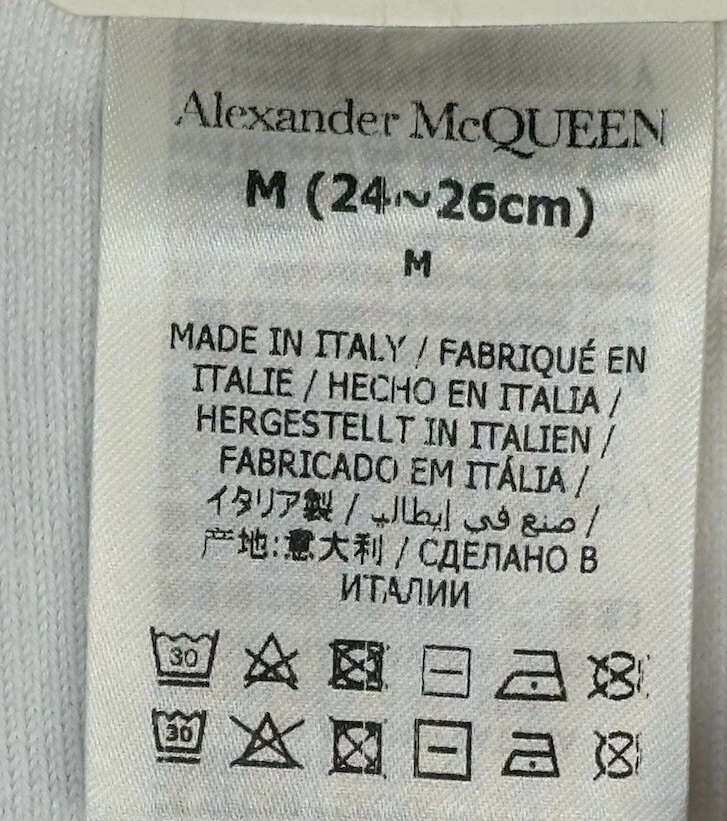 Alexander McQUEEN
M (24~26cm)
M
MADE IN ITALY / FABRIQUÉ EN
ITALIE / HECHO EN ITALIA /
HERGESTELLT IN ITALIEN /
FABRICADO EM ITÁLIA /
イタリア製 / صنع في إيطاليا /
产地:意大利 / СДЕЛАНО В
ИТАЛИИ
30
30